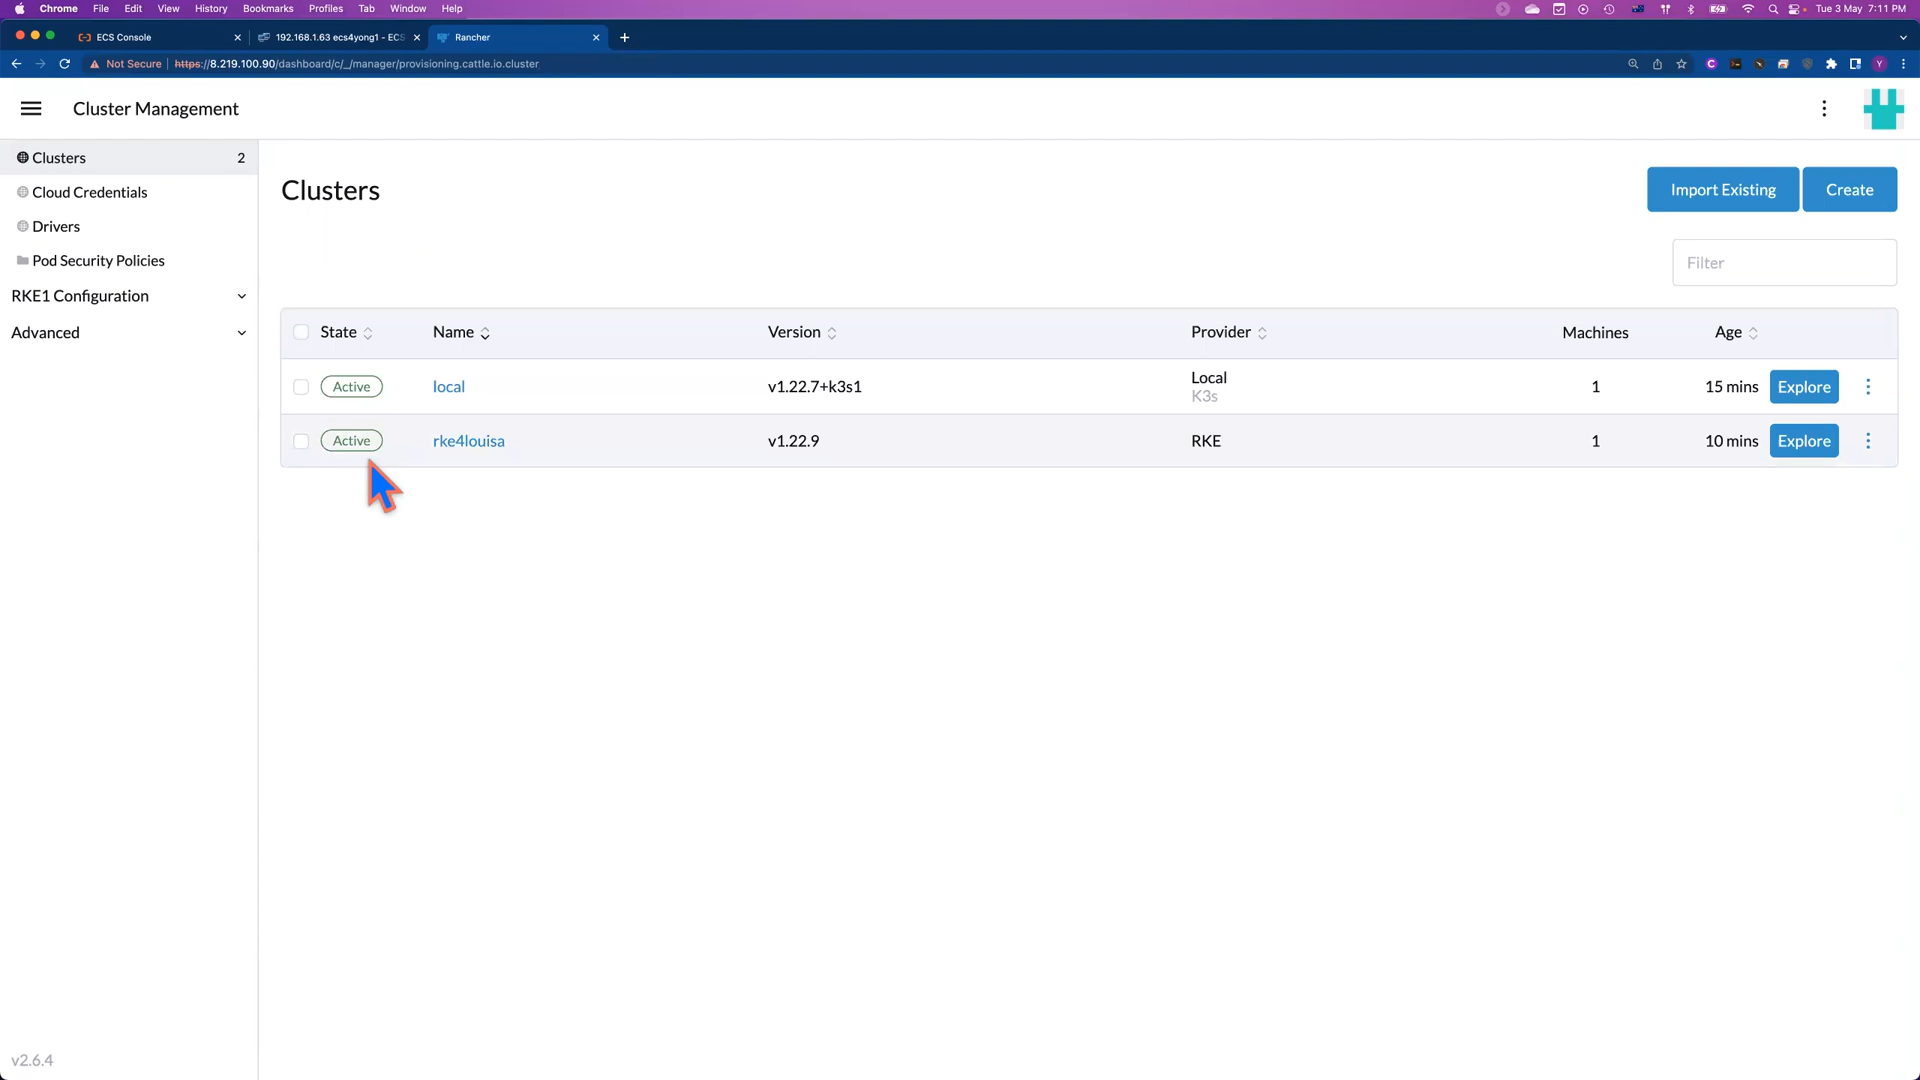 Chrome File Edit View History Bookmarks Profiles Tab Window Help Tue 3 May 7:11 PM
ECS Console 192.168.1.63 ecs4yong1 - ECS Rancher
Not Secure https://8.219.100.90/dashboard/c/_/manager/provisioning.cattle.io.cluster
Cluster Management
Clusters 2
Cloud Credentials
Drivers
Pod Security Policies
RKE1 Configuration
Advanced
Clusters
Import Existing Create
Filter
State Name Version Provider Machines Age
Active local v1.22.7+k3s1 Local 1 15 mins Explore
K3s
Active rke4louisa v1.22.9 RKE 1 10 mins Explore
v2.6.4